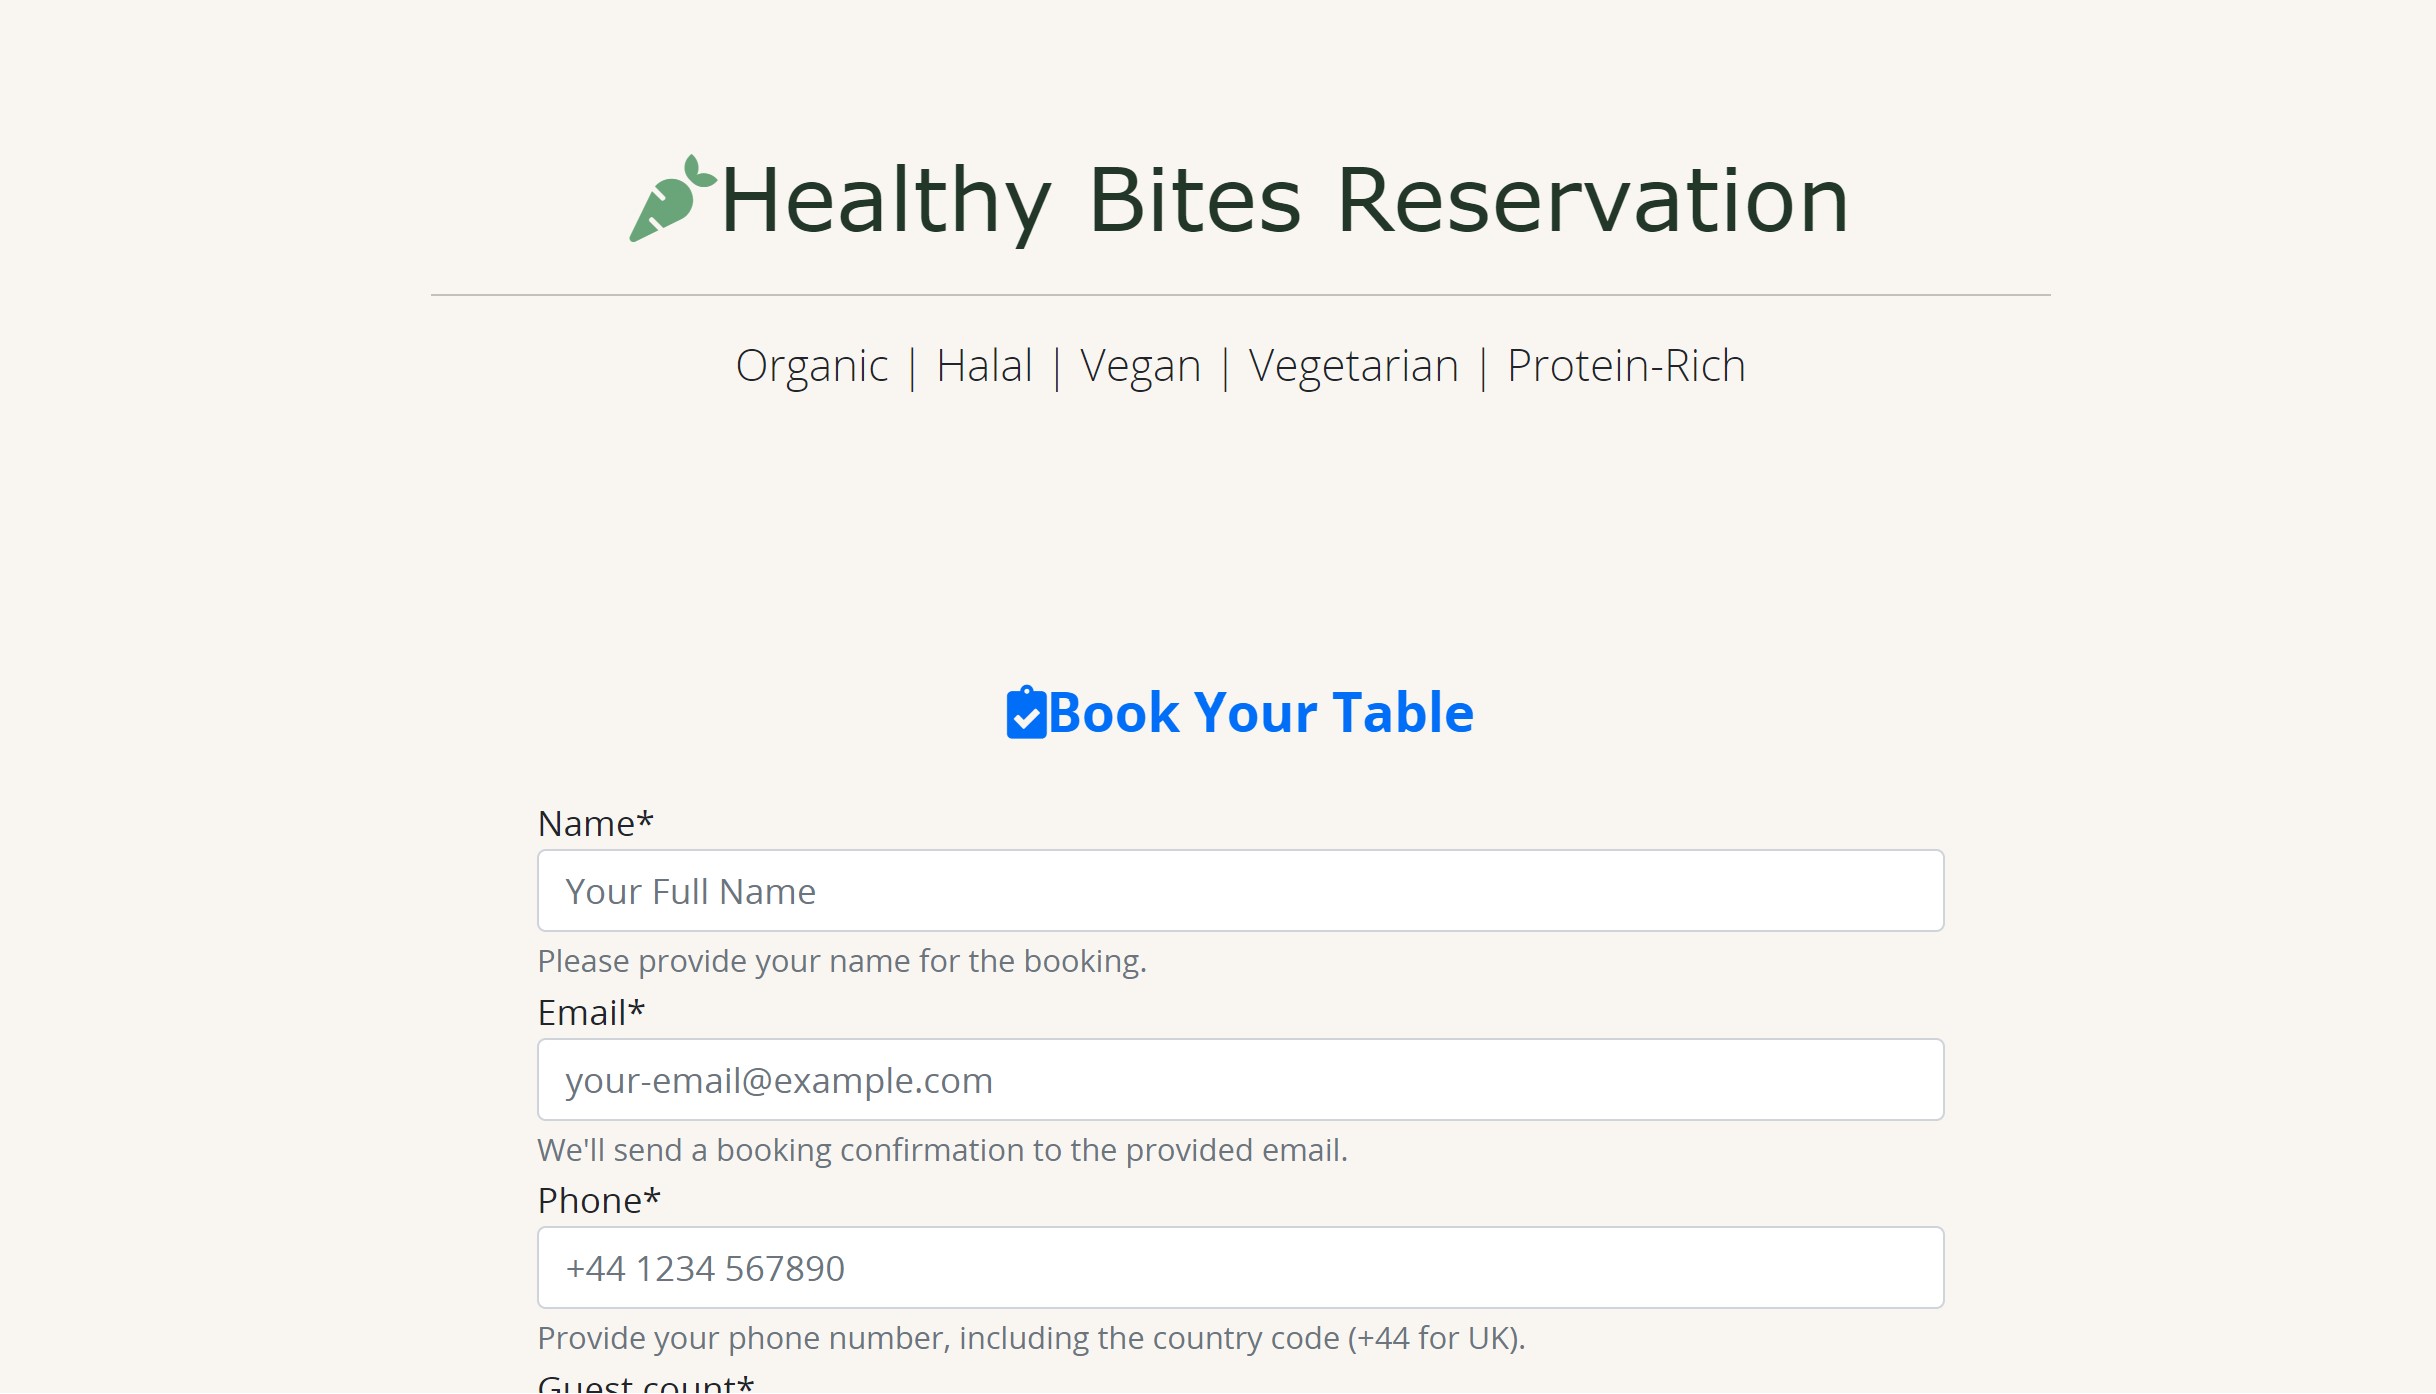 Healthy Bites Reservation
Organic | Halal | Vegan | Vegetarian | Protein-Rich
Book Your Table
Name*
Your Full Name
Please provide your name for the booking.
Email*
your-email@example.com
We'll send a booking confirmation to the provided email.
Phone*
+44 1234 567890
Provide your phone number, including the country code (+44 for UK).
Guest count*